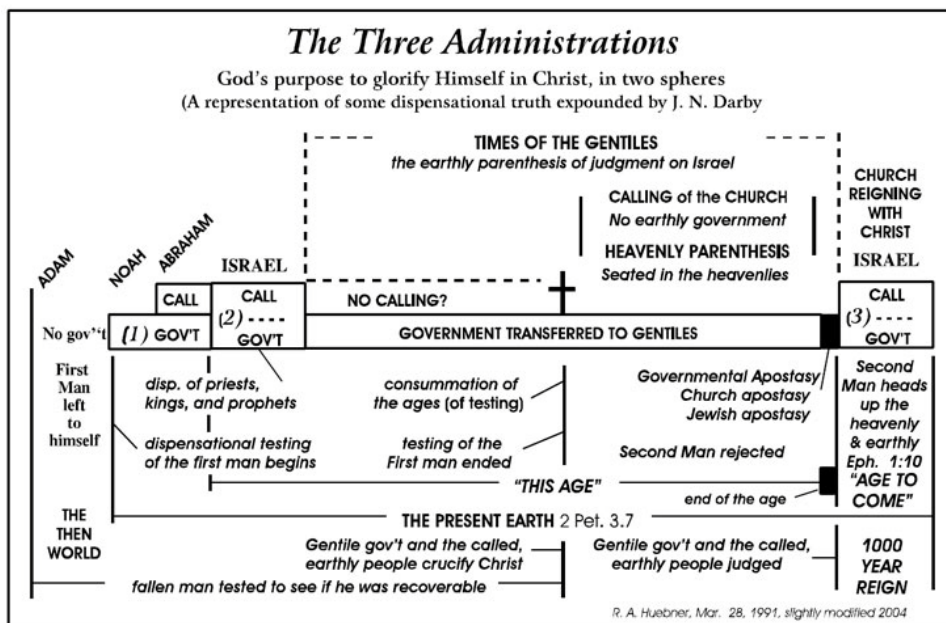 The Three Administrations
God's purpose to glorify Himself in Christ, in two spheres
(A representation of some dispensational truth expounded by J. N. Darby
TIMES OF THE GENTILES
the earthly parenthesis of judgment on Israel
CALLING of the CHURCH
No earthly government
HEAVENLY PARENTHESIS
Seated in the heavenlies
CHURCH
REIGNING
WITH
CHRIST
ADAM
NOAH
ABRAHAM
ISRAEL
ISRAEL
CALL
CALL
NO CALLING?
CALL
(2) - - - -
(3) - - - -
No gov''t
(1) GOV'T
GOV'T
GOVERNMENT TRANSFERRED TO GENTILES
GOV'T
First
Man
left
to
himself
disp. of priests,
kings, and prophets
dispensational testing
of the first man begins
consummation of
the ages (of testing)
testing of the
First man ended
Governmental Apostasy
Church apostasy
Jewish apostasy
Second Man rejected
Second
Man heads
up the
heavenly
& earthly
Eph. 1:10
"AGE TO
COME"
"THIS AGE"
end of the age
THE
THEN
WORLD
THE PRESENT EARTH 2 Pet. 3.7
Gentile gov't and the called,
earthly people crucify Christ
Gentile gov't and the called,
earthly people judged
1000
YEAR
REIGN
fallen man tested to see if he was recoverable
R. A. Huebner, Mar. 28, 1991, slightly modified 2004